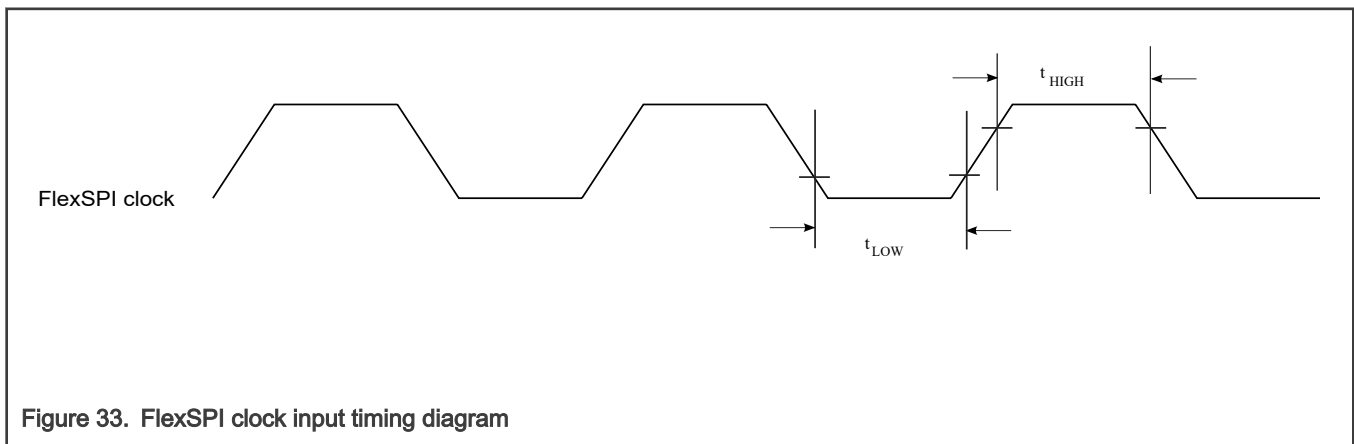 t HIGH
FlexSPI clock
t LOW
Figure 33. FlexSPI clock input timing diagram